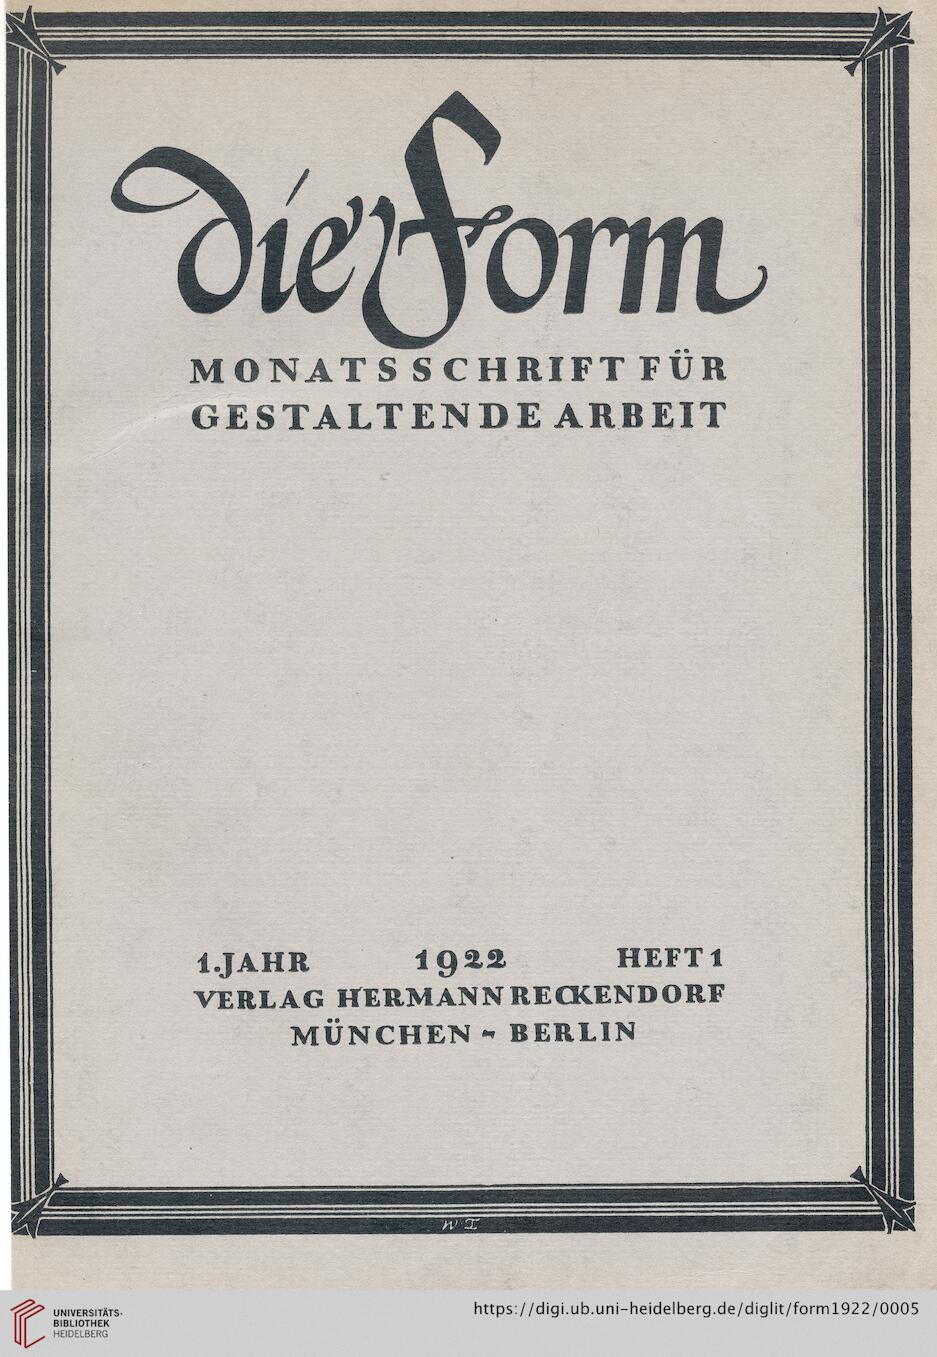 die Form
MONATSSCHRIFT FÜR
GESTALTENDE ARBEIT
1. JAHR 1922 HEFT 1
VERLAG HERMANN RECKENDORF
MÜNCHEN - BERLIN
UNIVERSITÄTS-
BIBLIOTHEK
HEIDELBERG
https://digi.ub.uni-heidelberg.de/diglit/form1922/0005